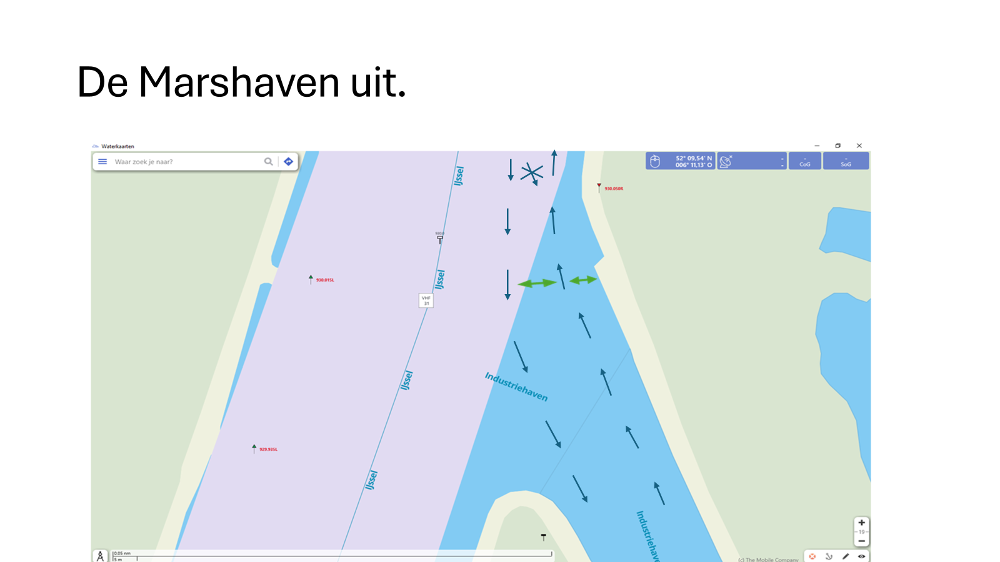 De Marshaven uit.
Waterkaarten
Waar zoek je naar?
52° 09,54' N
006° 11,13' O
-
-
-
CoG
-
SoG
IJssel
930.050R
930.0
930.015L
IJssel
VHF
31
IJssel
Industriehaven
929.935L
IJssel
Industriehave
19
0.05 nm
5 m
(c) The Mobile Company